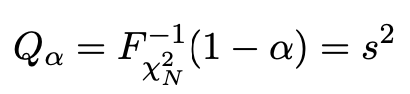 Q_α = F^{-1}_{χ^2_N}(1 − α) = s^2